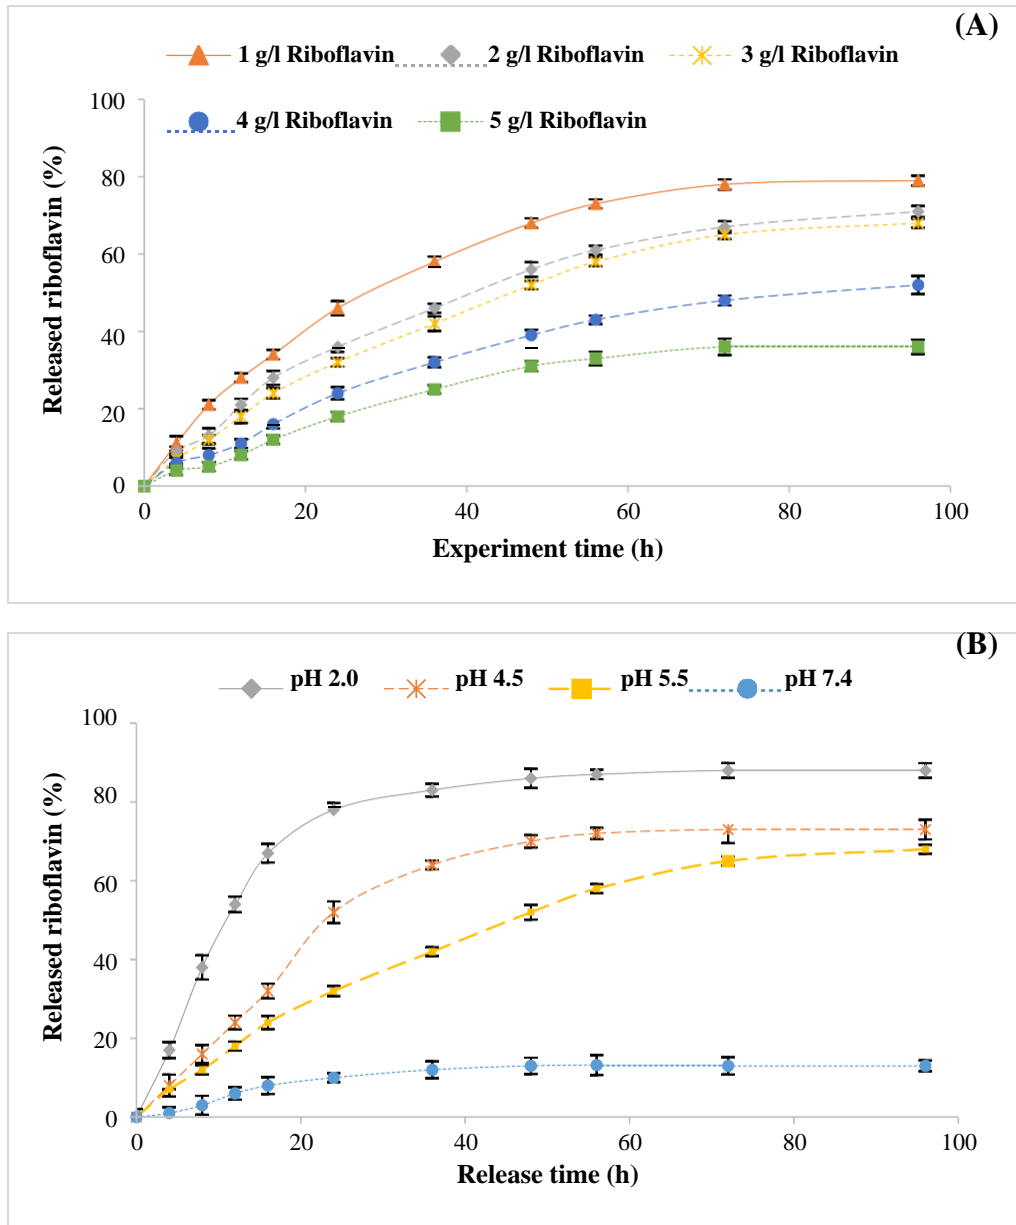 (A)
1 g/l Riboflavin 2 g/l Riboflavin 3 g/l Riboflavin
4 g/l Riboflavin 5 g/l Riboflavin
100
80
60
40
20
0
Released riboflavin (%)
0 20 40 60 80 100
Experiment time (h)
(B)
pH 2.0 pH 4.5 pH 5.5 pH 7.4
100
80
60
40
20
0
Released riboflavin (%)
0 20 40 60 80 100
Release time (h)